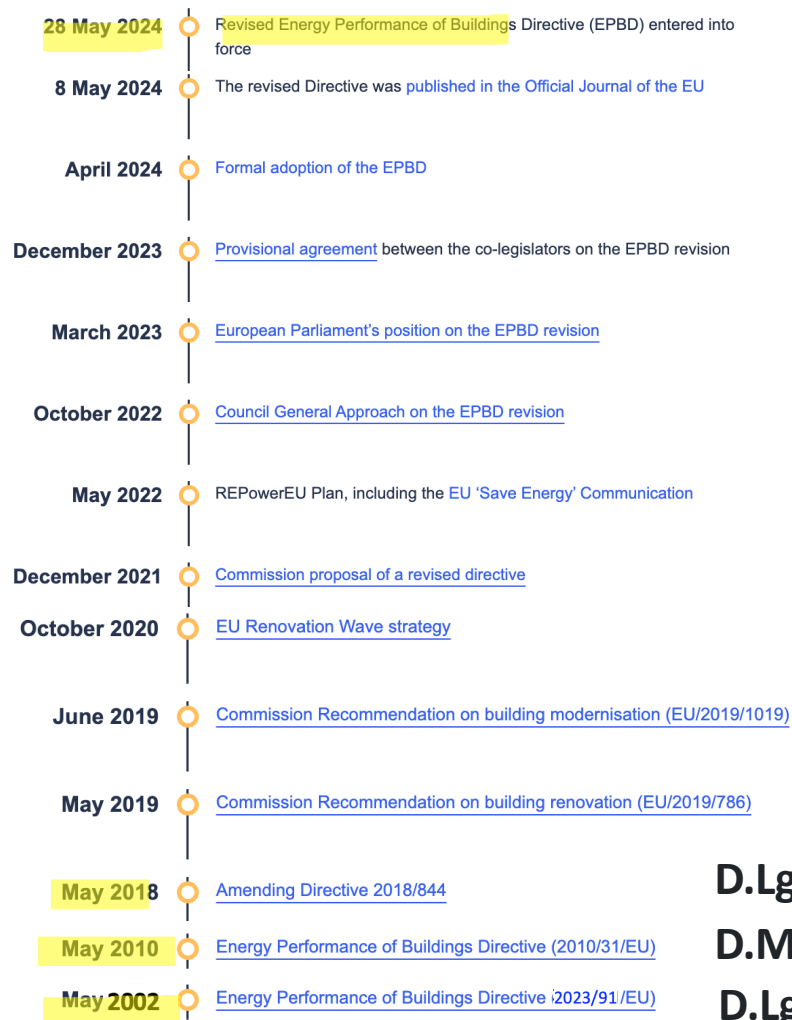 28 May 2024 Revised Energy Performance of Buildings Directive (EPBD) entered into
force
8 May 2024 The revised Directive was published in the Official Journal of the EU
April 2024 Formal adoption of the EPBD
December 2023 Provisional agreement between the co-legislators on the EPBD revision
March 2023 European Parliament’s position on the EPBD revision
October 2022 Council General Approach on the EPBD revision
May 2022 REPowerEU Plan, including the EU ‘Save Energy’ Communication
December 2021 Commission proposal of a revised directive
October 2020 EU Renovation Wave strategy
June 2019 Commission Recommendation on building modernisation (EU/2019/1019)
May 2019 Commission Recommendation on building renovation (EU/2019/786)
D.Lg
May 2018 Amending Directive 2018/844
May 2010 Energy Performance of Buildings Directive (2010/31/EU) D.M
May 2002 Energy Performance of Buildings Directive 2023/91/EU) D.Lg